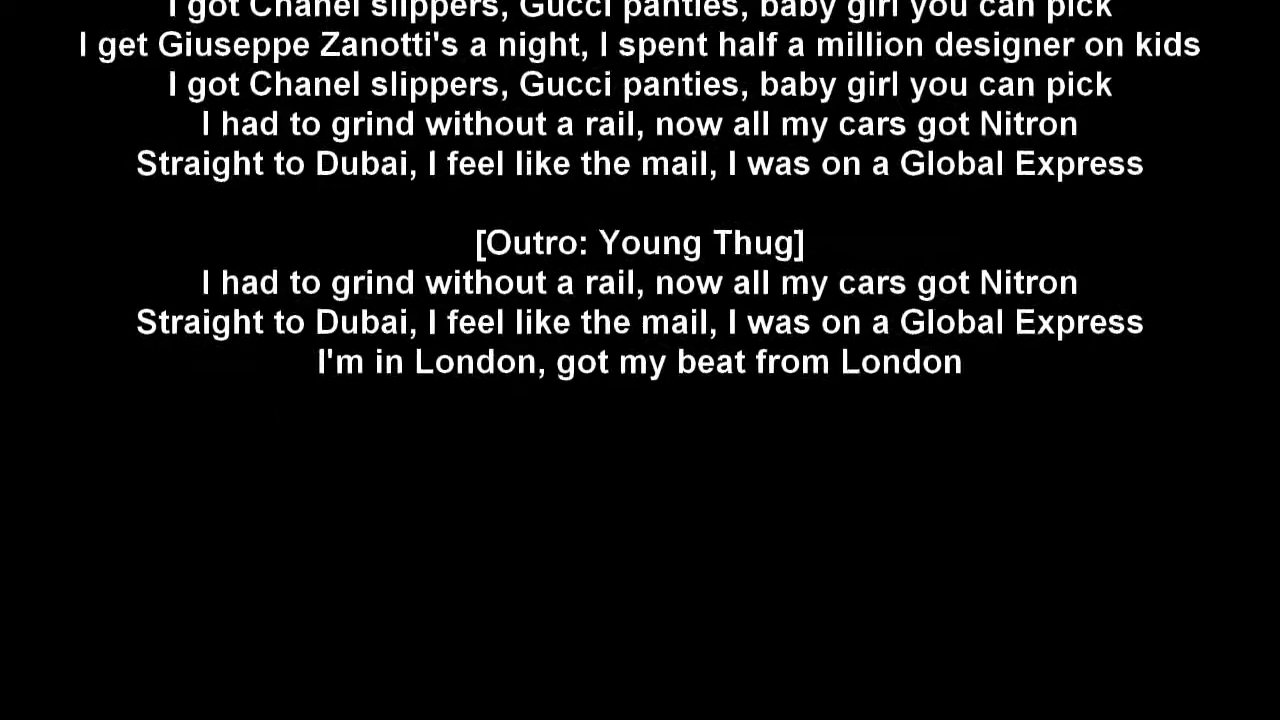 I got Chanel slippers, Gucci panties, baby girl you can pick
I get Giuseppe Zanotti's a night, I spent half a million designer on kids
I got Chanel slippers, Gucci panties, baby girl you can pick
I had to grind without a rail, now all my cars got Nitron
Straight to Dubai, I feel like the mail, I was on a Global Express
[Outro: Young Thug]
I had to grind without a rail, now all my cars got Nitron
Straight to Dubai, I feel like the mail, I was on a Global Express
I'm in London, got my beat from London